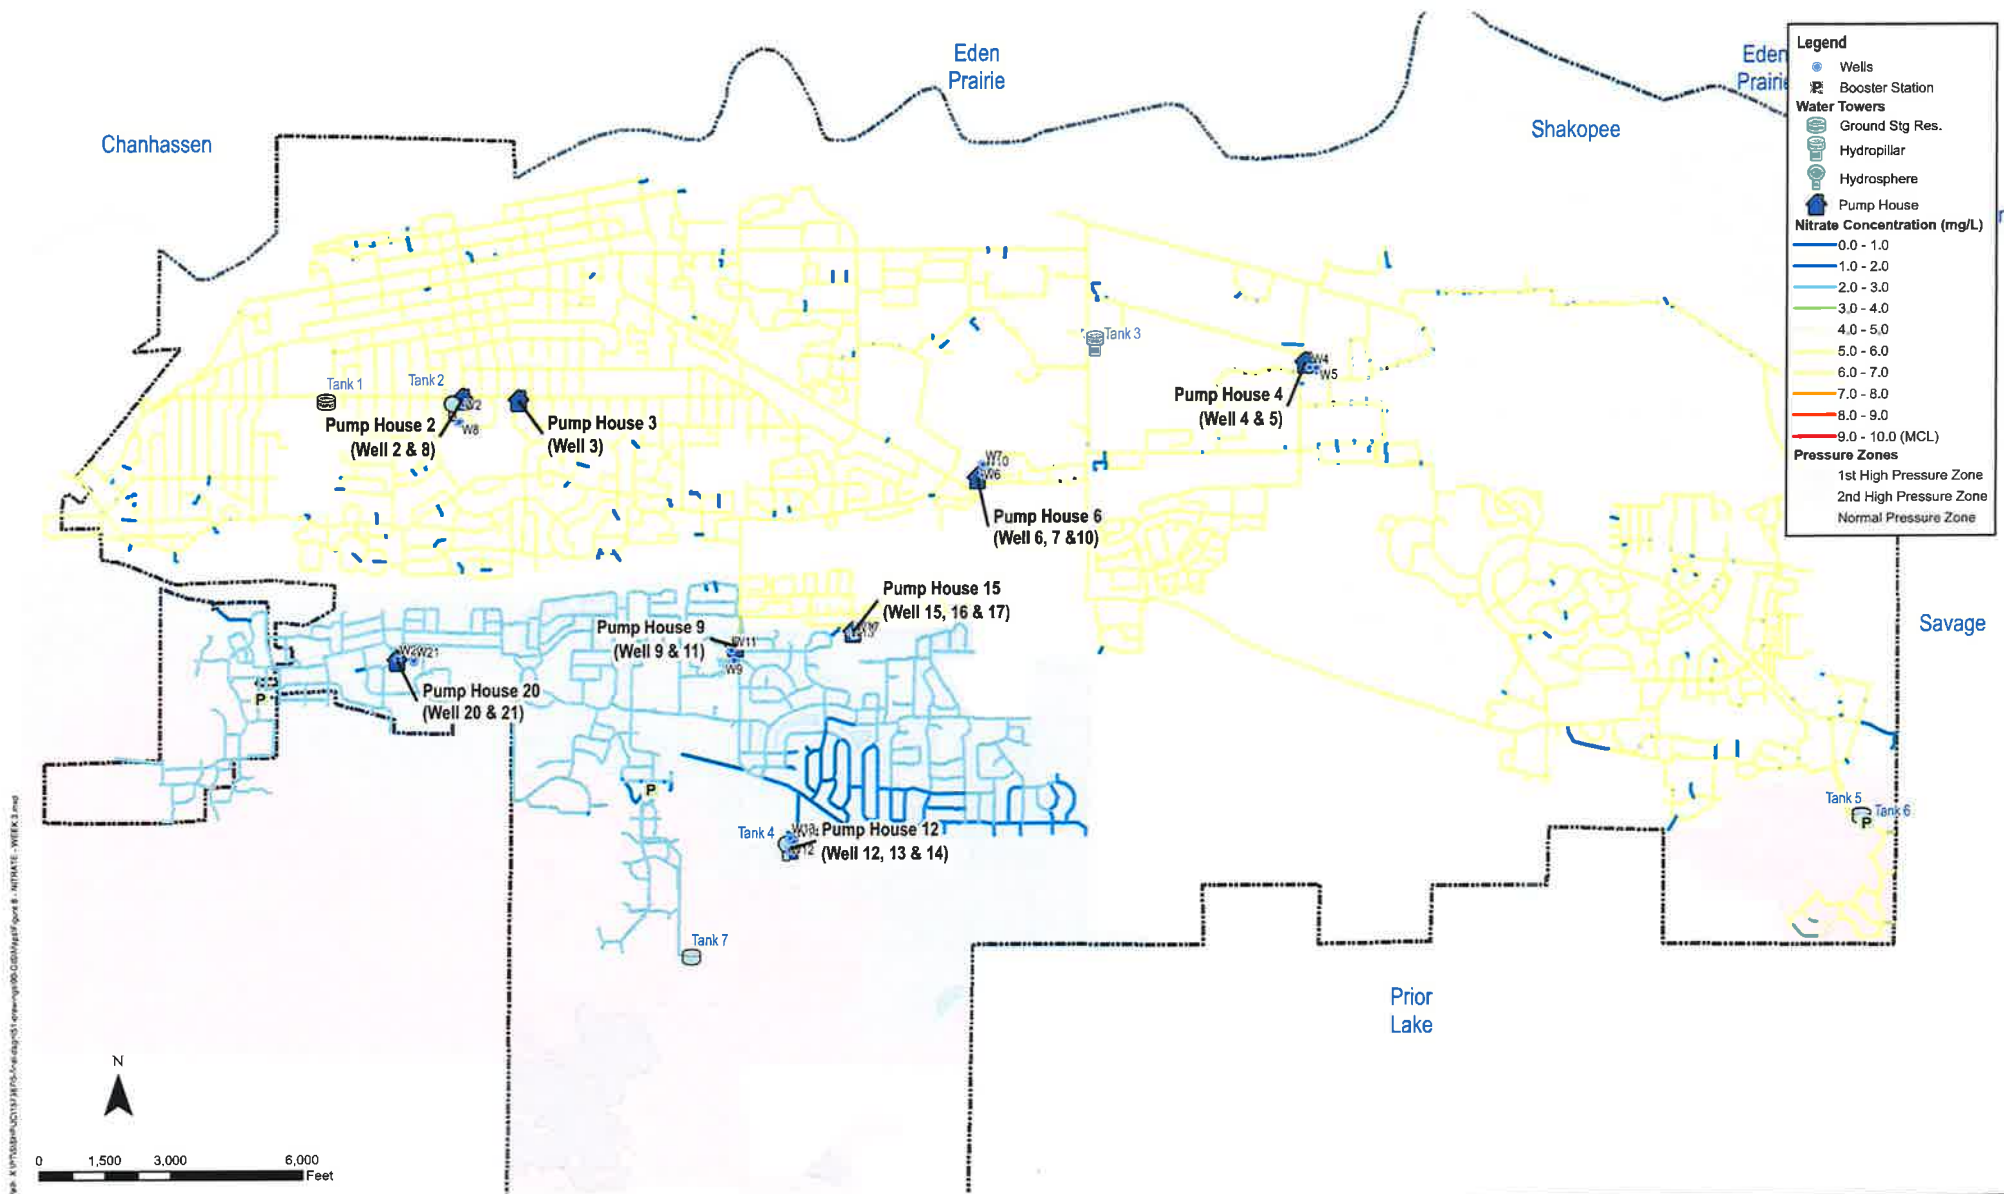 Eden
Prairie
Eden
Prairie
Chanhassen
Shakopee
Legend
Wells
P Booster Station
Water Towers
Ground Stg Res.
Hydropillar
Hydrosphere
Pump House
Nitrate Concentration (mg/L)
0.0 - 1.0
1.0 - 2.0
2.0 - 3.0
3.0 - 4.0
4.0 - 5.0
5.0 - 6.0
6.0 - 7.0
7.0 - 8.0
8.0 - 9.0
9.0 - 10.0 (MCL)
Pressure Zones
1st High Pressure Zone
2nd High Pressure Zone
Normal Pressure Zone
Tank 3
W4
W5
Pump House 4
(Well 4 & 5)
Tank 1
Tank 2
W8
Pump House 2
(Well 2 & 8)
Pump House 3
(Well 3)
W7
W6
Pump House 6
(Well 6, 7 &10)
Pump House 15
(Well 15, 16 & 17)
Pump House 9
(Well 9 & 11)
W11
W9
W21
Pump House 20
(Well 20 & 21)
P
Savage
P
Tank 4
Pump House 12
(Well 12, 13 & 14)
W12
Tank 5
Tank 6
P
Tank 7
Prior
Lake
N
0 1,500 3,000 6,000
Feet